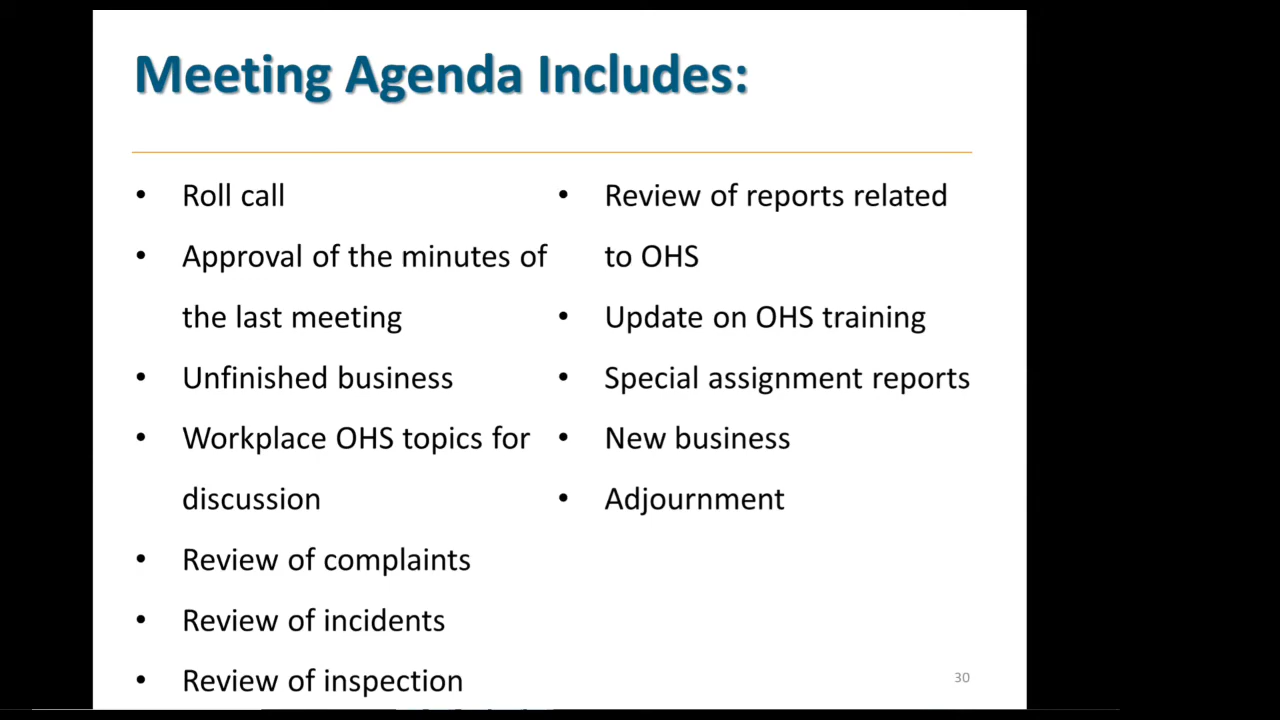 Meeting Agenda Includes:
• Roll call
• Approval of the minutes of
the last meeting
• Unfinished business
• Workplace OHS topics for
discussion
• Review of complaints
• Review of incidents
• Review of inspection
• Review of reports related
to OHS
• Update on OHS training
• Special assignment reports
• New business
• Adjournment
30